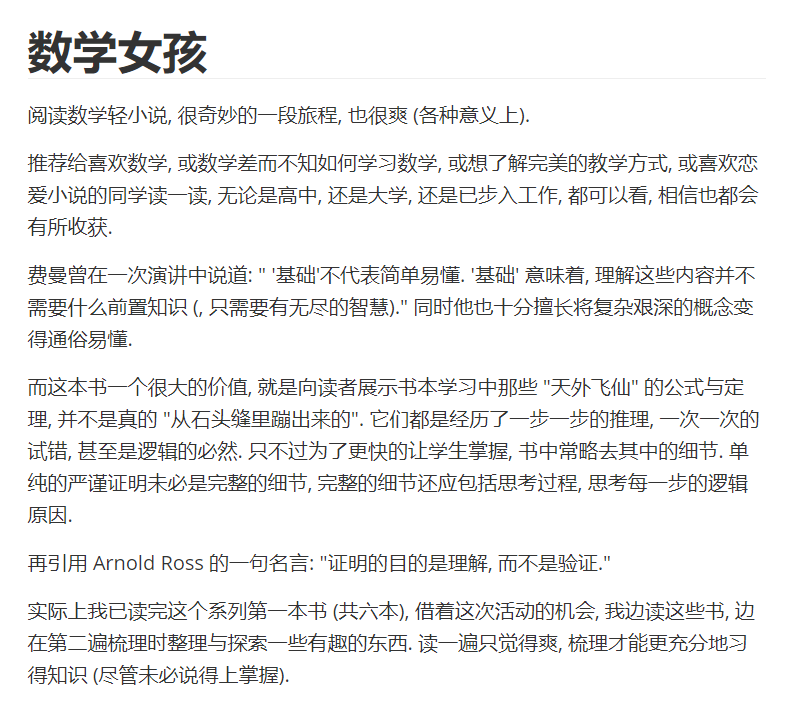 数学女孩
阅读数学轻小说, 很奇妙的一段旅程, 也很爽 (各种意义上).
推荐给喜欢数学, 或数学差而不知如何学习数学, 或想了解完美的教学方式, 或喜欢恋
爱小说的同学读一读, 无论是高中, 还是大学, 还是已步入工作, 都可以看, 相信也都会
有所收获.
费曼曾在一次演讲中说道: " '基础'不代表简单易懂. '基础' 意味着, 理解这些内容并不
需要什么前置知识 (, 只需要有无尽的智慧)." 同时他也十分擅长将复杂艰深的概念变
得通俗易懂.
而这本书一个很大的价值, 就是向读者展示书本学习中那些 "天外飞仙" 的公式与定
理, 并不是真的 "从石头缝里蹦出来的". 它们都是经历了一步一步的推理, 一次一次的
试错, 甚至是逻辑的必然. 只不过为了更快的让学生掌握, 书中常略去其中的细节. 单
纯的严谨证明未必是完整的细节, 完整的细节还应包括思考过程, 思考每一步的逻辑
原因.
再引用 Arnold Ross 的一句名言: "证明的目的是理解, 而不是验证."
实际上我已读完这个系列第一本书 (共六本), 借着这次活动的机会, 我边读这些书, 边
在第二遍梳理时整理与探索一些有趣的东西. 读一遍只觉得爽, 梳理才能更充分地习
得知识 (尽管未必说得上掌握).